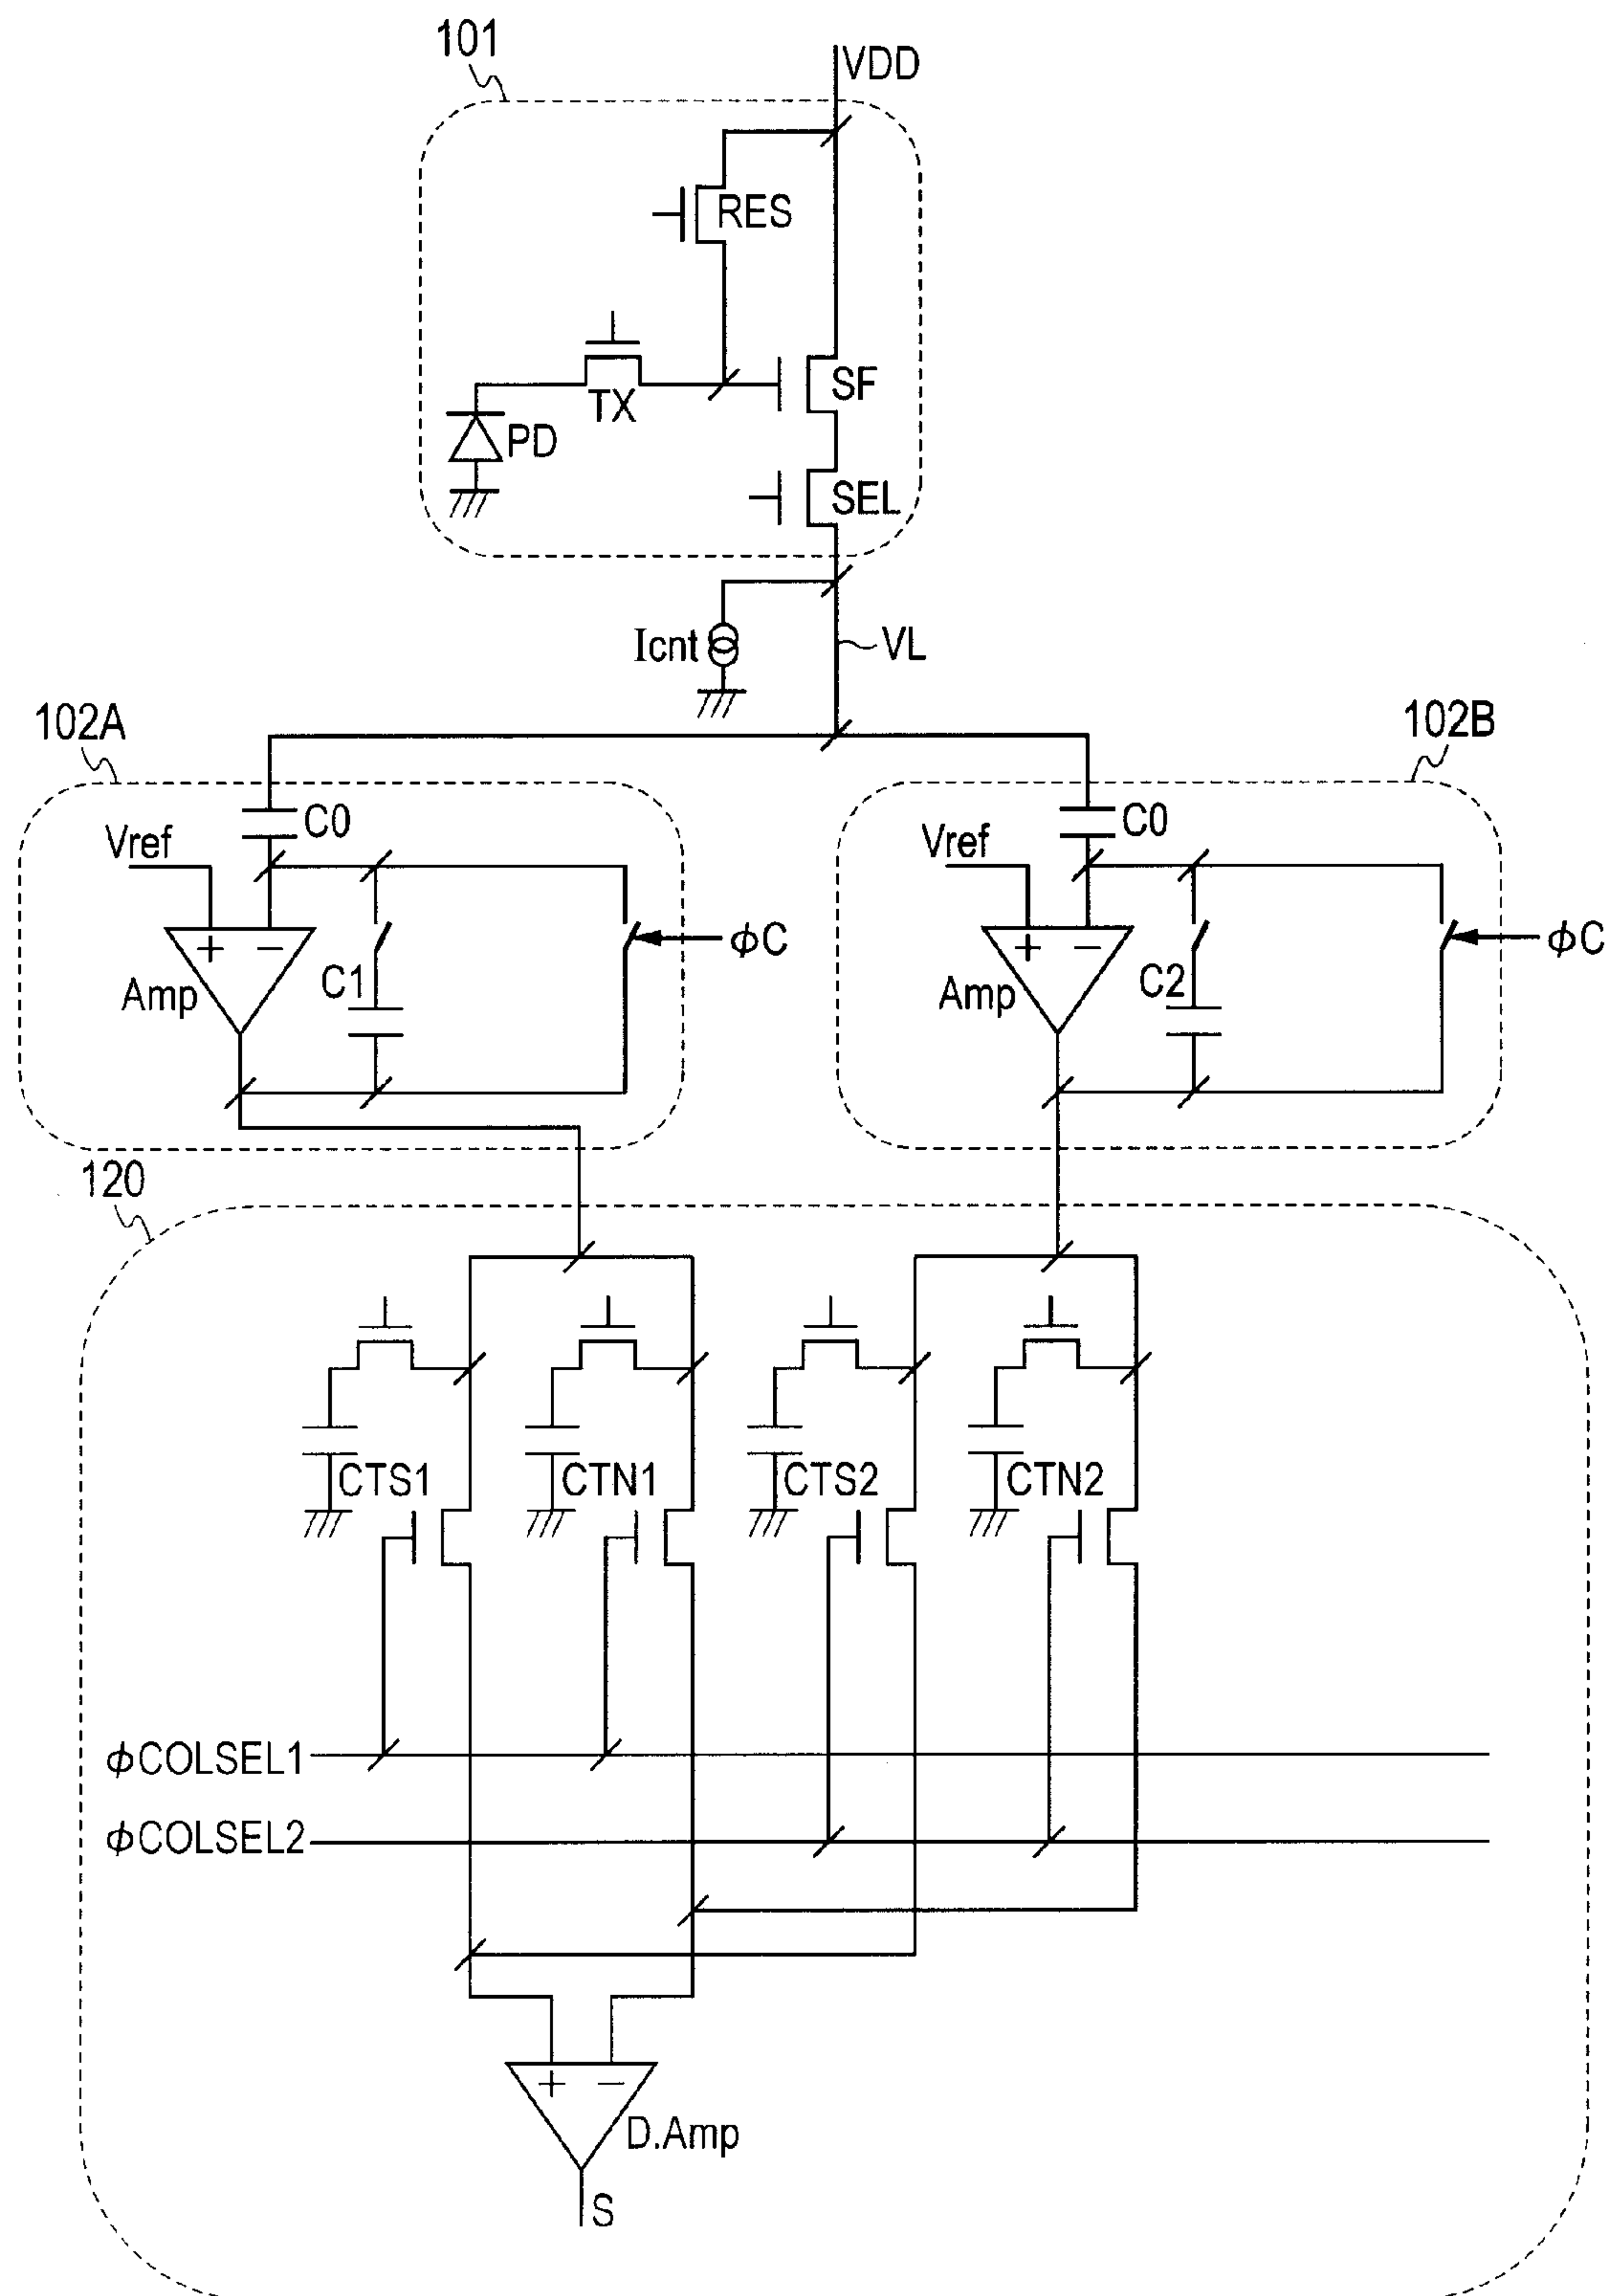 101
VDD
RES
TX
SF
PD
SEL
Icnt
VL
102A
102B
C0
Vref
+
−
Amp
C1
ϕC
C0
Vref
+
−
Amp
C2
ϕC
120
CTS1
CTN1
CTS2
CTN2
ϕCOLSEL1
ϕCOLSEL2
+
−
D.Amp
S